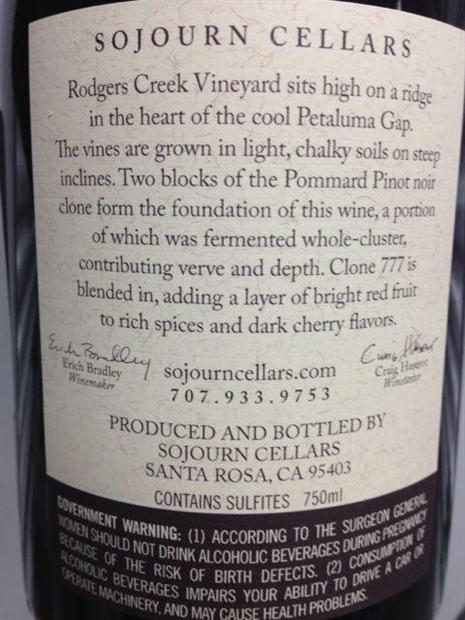 SOJOURN CELLARS
Rodgers Creek Vineyard sits high on a ridge
in the heart of the cool Petaluma Gap.
The vines are grown in light, chalky soils on steep
inclines. Two blocks of the Pommard Pinot noir
clone form the foundation of this wine, a portion
of which was fermented whole-cluster,
contributing verve and depth. Clone 777 is
blended in, adding a layer of bright red fruit
to rich spices and dark cherry flavors.
Erich Bradley
Erich Bradley
Winemaker
sojourncellars.com
707.933.9753
Craig Haserot
PRODUCED AND BOTTLED BY
SOJOURN CELLARS
SANTA ROSA, CA 95403
CONTAINS SULFITES 750ml
GOVERNMENT WARNING: (1) ACCORDING TO THE SURGEON GENERAL
WOMEN SHOULD NOT DRINK ALCOHOLIC BEVERAGES DURING PREGNANCY
BECAUSE OF THE RISK OF BIRTH DEFECTS. (2) CONSUMPTION OF
ALCOHOLIC BEVERAGES IMPAIRS YOUR ABILITY TO DRIVE A CAR OR
OPERATE MACHINERY, AND MAY CAUSE HEALTH PROBLEMS.